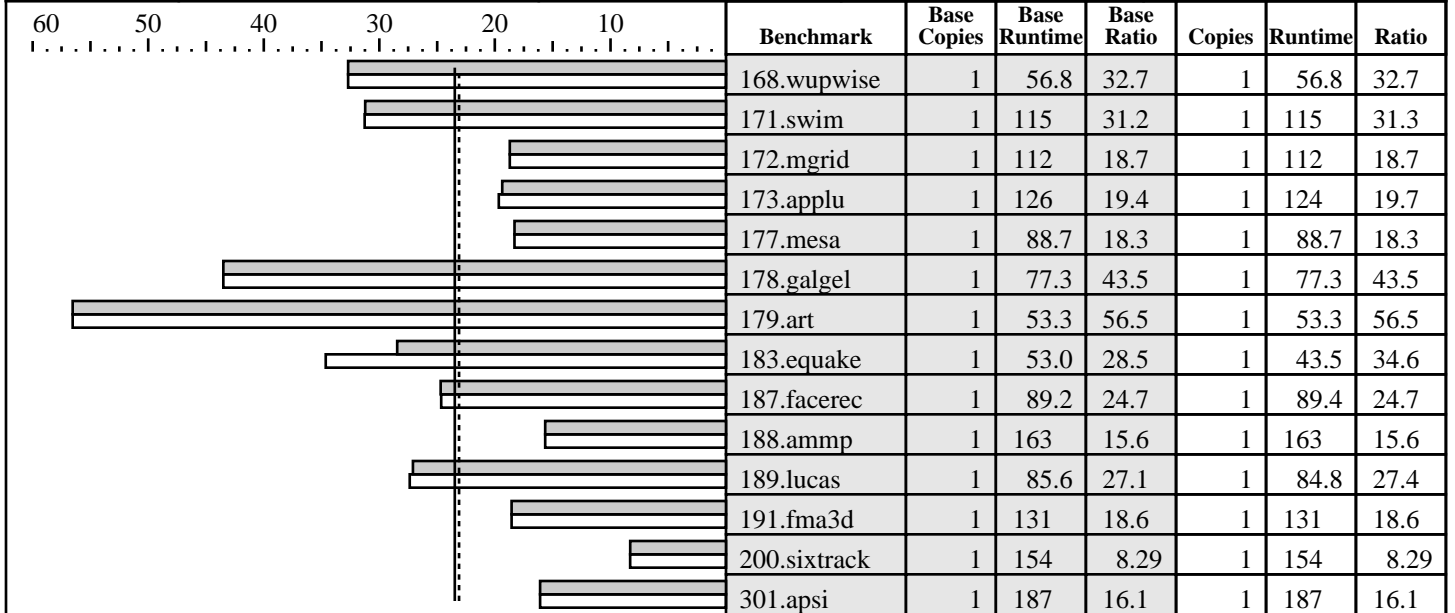 60 50 40 30 20 10
Benchmark Base Copies Base Runtime Base Ratio Copies Runtime Ratio
168.wupwise 1 56.8 32.7 1 56.8 32.7
171.swim 1 115 31.2 1 115 31.3
172.mgrid 1 112 18.7 1 112 18.7
173.applu 1 126 19.4 1 124 19.7
177.mesa 1 88.7 18.3 1 88.7 18.3
178.galgel 1 77.3 43.5 1 77.3 43.5
179.art 1 53.3 56.5 1 53.3 56.5
183.equake 1 53.0 28.5 1 43.5 34.6
187.facerec 1 89.2 24.7 1 89.4 24.7
188.ammp 1 163 15.6 1 163 15.6
189.lucas 1 85.6 27.1 1 84.8 27.4
191.fma3d 1 131 18.6 1 131 18.6
200.sixtrack 1 154 8.29 1 154 8.29
301.apsi 1 187 16.1 1 187 16.1